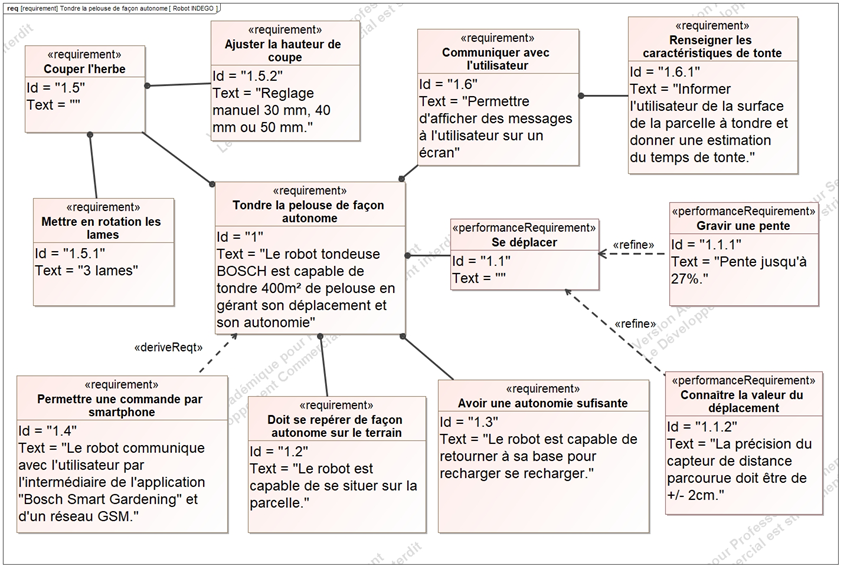 req [requirement] Tondre la pelouse de façon autonome [ Robot INDEGO ]
«requirement»
Couper l'herbe
Id = "1.5"
Text = ""
«requirement»
Ajuster la hauteur de
coupe
Id = "1.5.2"
Text = "Reglage
manuel 30 mm, 40
mm ou 50 mm."
«requirement»
Communiquer avec
l'utilisateur
Id = "1.6"
Text = "Permettre
d'afficher des messages
à l'utilisateur sur un
écran"
«requirement»
Renseigner les
caractéristiques de tonte
Id = "1.6.1"
Text = "Informer
l'utilisateur de la surface
de la parcelle à tondre et
donner une estimation
du temps de tonte."
«requirement»
Mettre en rotation les
lames
Id = "1.5.1"
Text = "3 lames"
«requirement»
Tondre la pelouse de façon
autonome
Id = "1"
Text = "Le robot tondeuse
BOSCH est capable de
tondre 400m² de pelouse en
gérant son déplacement et
son autonomie"
«performanceRequirement»
Se déplacer
Id = "1.1"
Text = ""
«refine»
«performanceRequirement»
Gravir une pente
Id = "1.1.1"
Text = "Pente jusqu'à
27%."
«refine»
«deriveReqt»
«requirement»
Permettre une commande par
smartphone
Id = "1.4"
Text = "Le robot communique
avec l'utilisateur par
l'intermédiaire de l'application
"Bosch Smart Gardening" et
d'un réseau GSM."
«requirement»
Doit se repérer de façon
autonome sur le terrain
Id = "1.2"
Text = "Le robot est
capable de se situer sur la
parcelle."
«requirement»
Avoir une autonomie sufisante
Id = "1.3"
Text = "Le robot est capable de
retourner à sa base pour
recharger se recharger."
«performanceRequirement»
Connaitre la valeur du
déplacement
Id = "1.1.2"
Text = "La précision du
capteur de distance
parcourue doit être de
+/- 2cm."